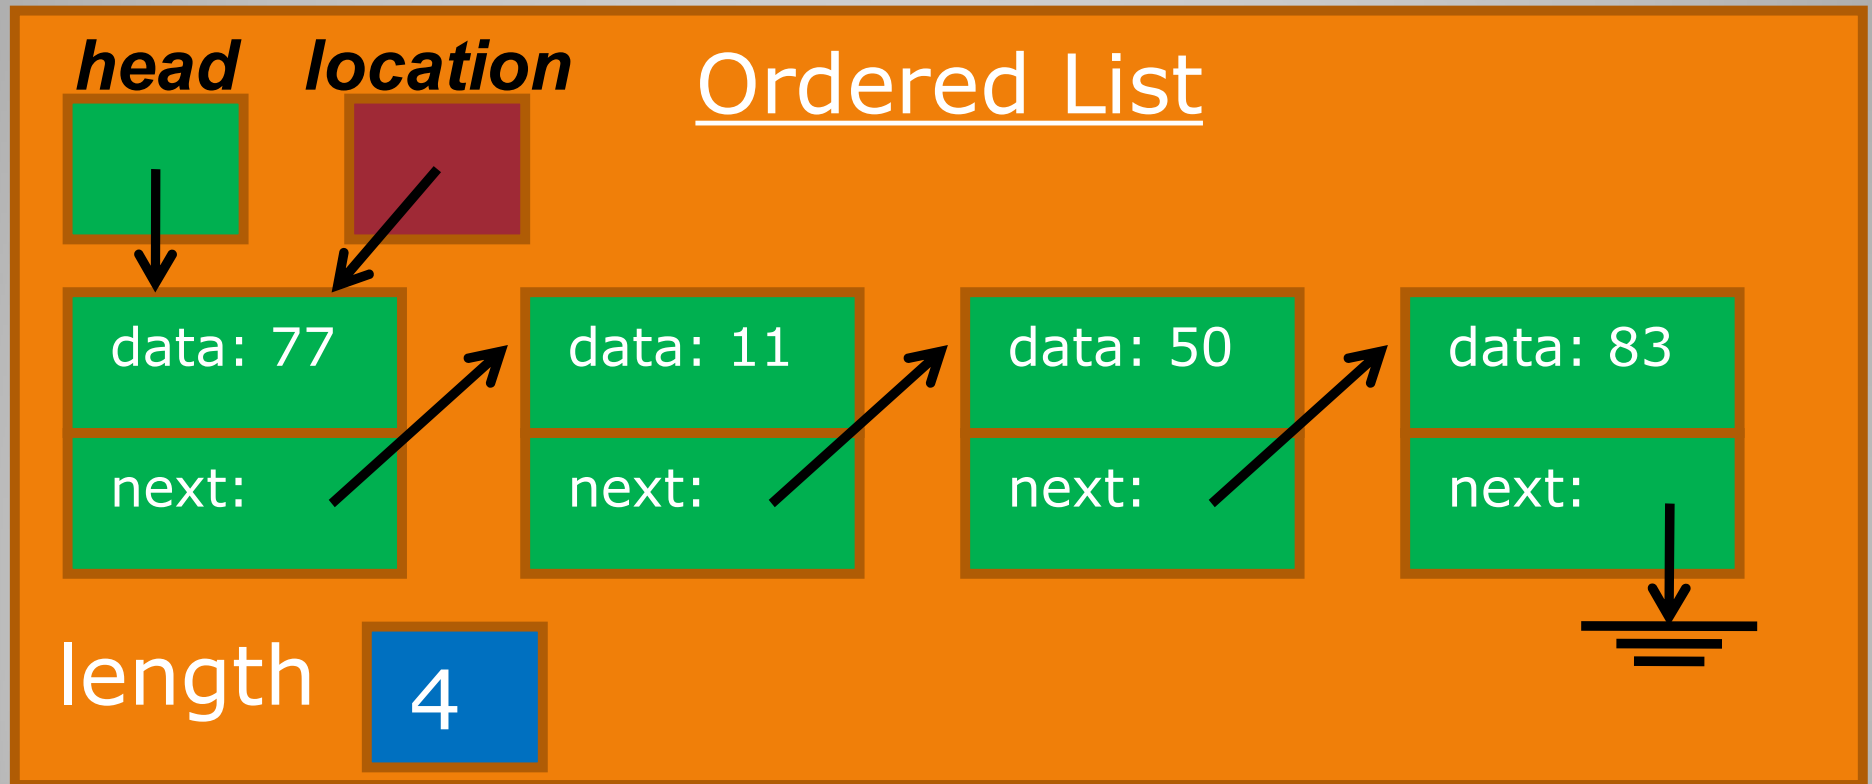 head location Ordered List
data: 77 data: 11 data: 50 data: 83
next: next: next: next:
length 4